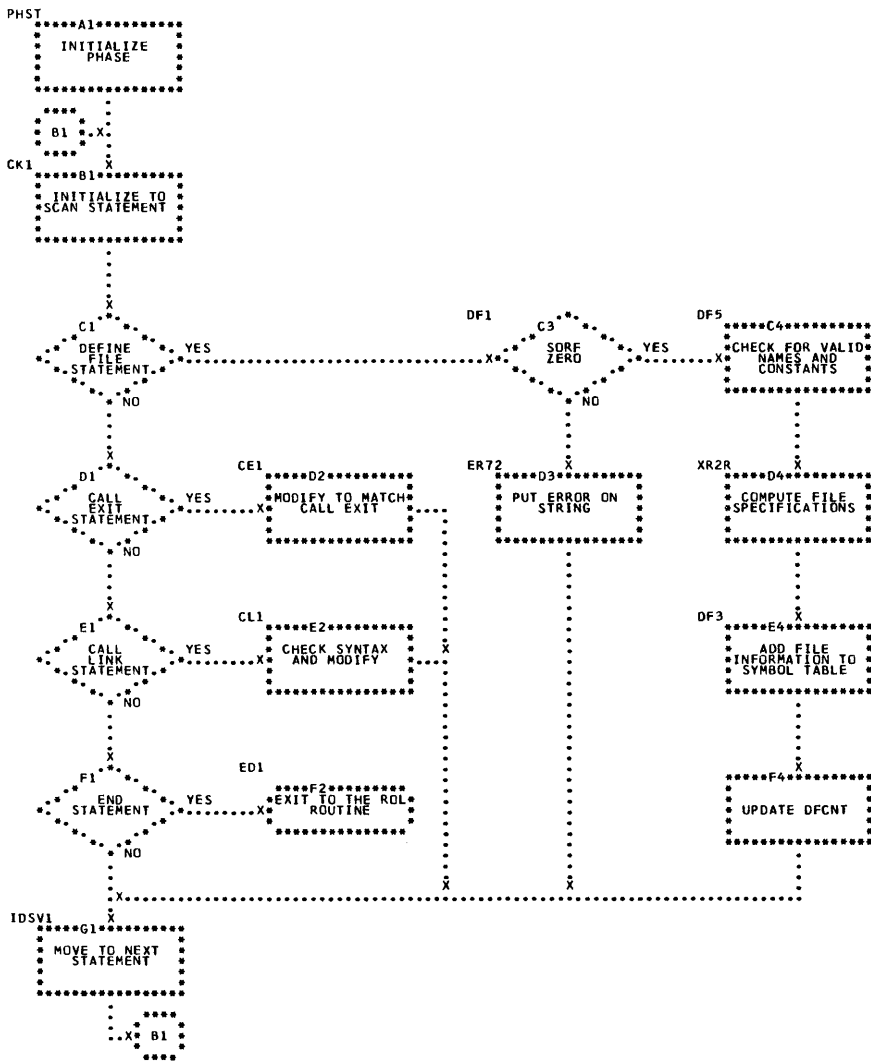 PHST
A1
INITIALIZE
PHASE
B1
X
X
CK1
B1
INITIALIZE TO
SCAN STATEMENT
X
C1
DEFINE
FILE
STATEMENT
YES
X
NO
DF1
C3
SORF
ZERO
YES
X
NO
DF5
C4
CHECK FOR VALID
NAMES AND
CONSTANTS
X
D1
CALL
EXIT
STATEMENT
YES
X
NO
CE1
D2
MODIFY TO MATCH
CALL EXIT
X
ER72
D3
PUT ERROR ON
STRING
X
XR2R
D4
COMPUTE FILE
SPECIFICATIONS
X
E1
CALL
LINK
STATEMENT
YES
X
NO
CL1
E2
CHECK SYNTAX
AND MODIFY
X
X
DF3
E4
ADD FILE
INFORMATION TO
SYMBOL TABLE
X
F1
END
STATEMENT
YES
X
NO
ED1
F2
EXIT TO THE ROL
ROUTINE
X
F4
UPDATE DFCNT
X
X
X
X
IDSV1
G1
MOVE TO NEXT
STATEMENT
X
B1